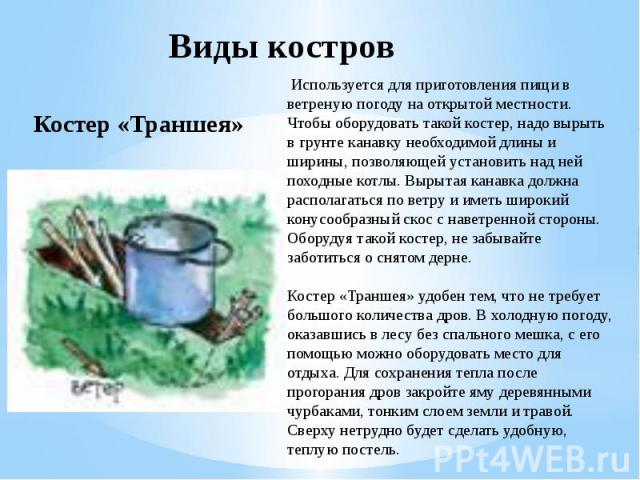 Виды костров
Костер «Траншея»
Используется для приготовления пищи в
ветреную погоду на открытой местности.
Чтобы оборудовать такой костер, надо вырыть
в грунте канавку необходимой длины и
ширины, позволяющей установить над ней
походные котлы. Вырытая канавка должна
располагаться по ветру и иметь широкий
конусообразный скос с наветренной стороны.
Оборудуя такой костер, не забывайте
заботиться о снятом дерне.
Костер «Траншея» удобен тем, что не требует
большого количества дров. В холодную погоду,
оказавшись в лесу без спального мешка, с его
помощью можно оборудовать место для
отдыха. Для сохранения тепла после
прогорания дров закройте яму деревянными
чурбаками, тонким слоем земли и травой.
Сверху нетрудно будет сделать удобную,
теплую постель.
ветер
PPt4WEB.ru